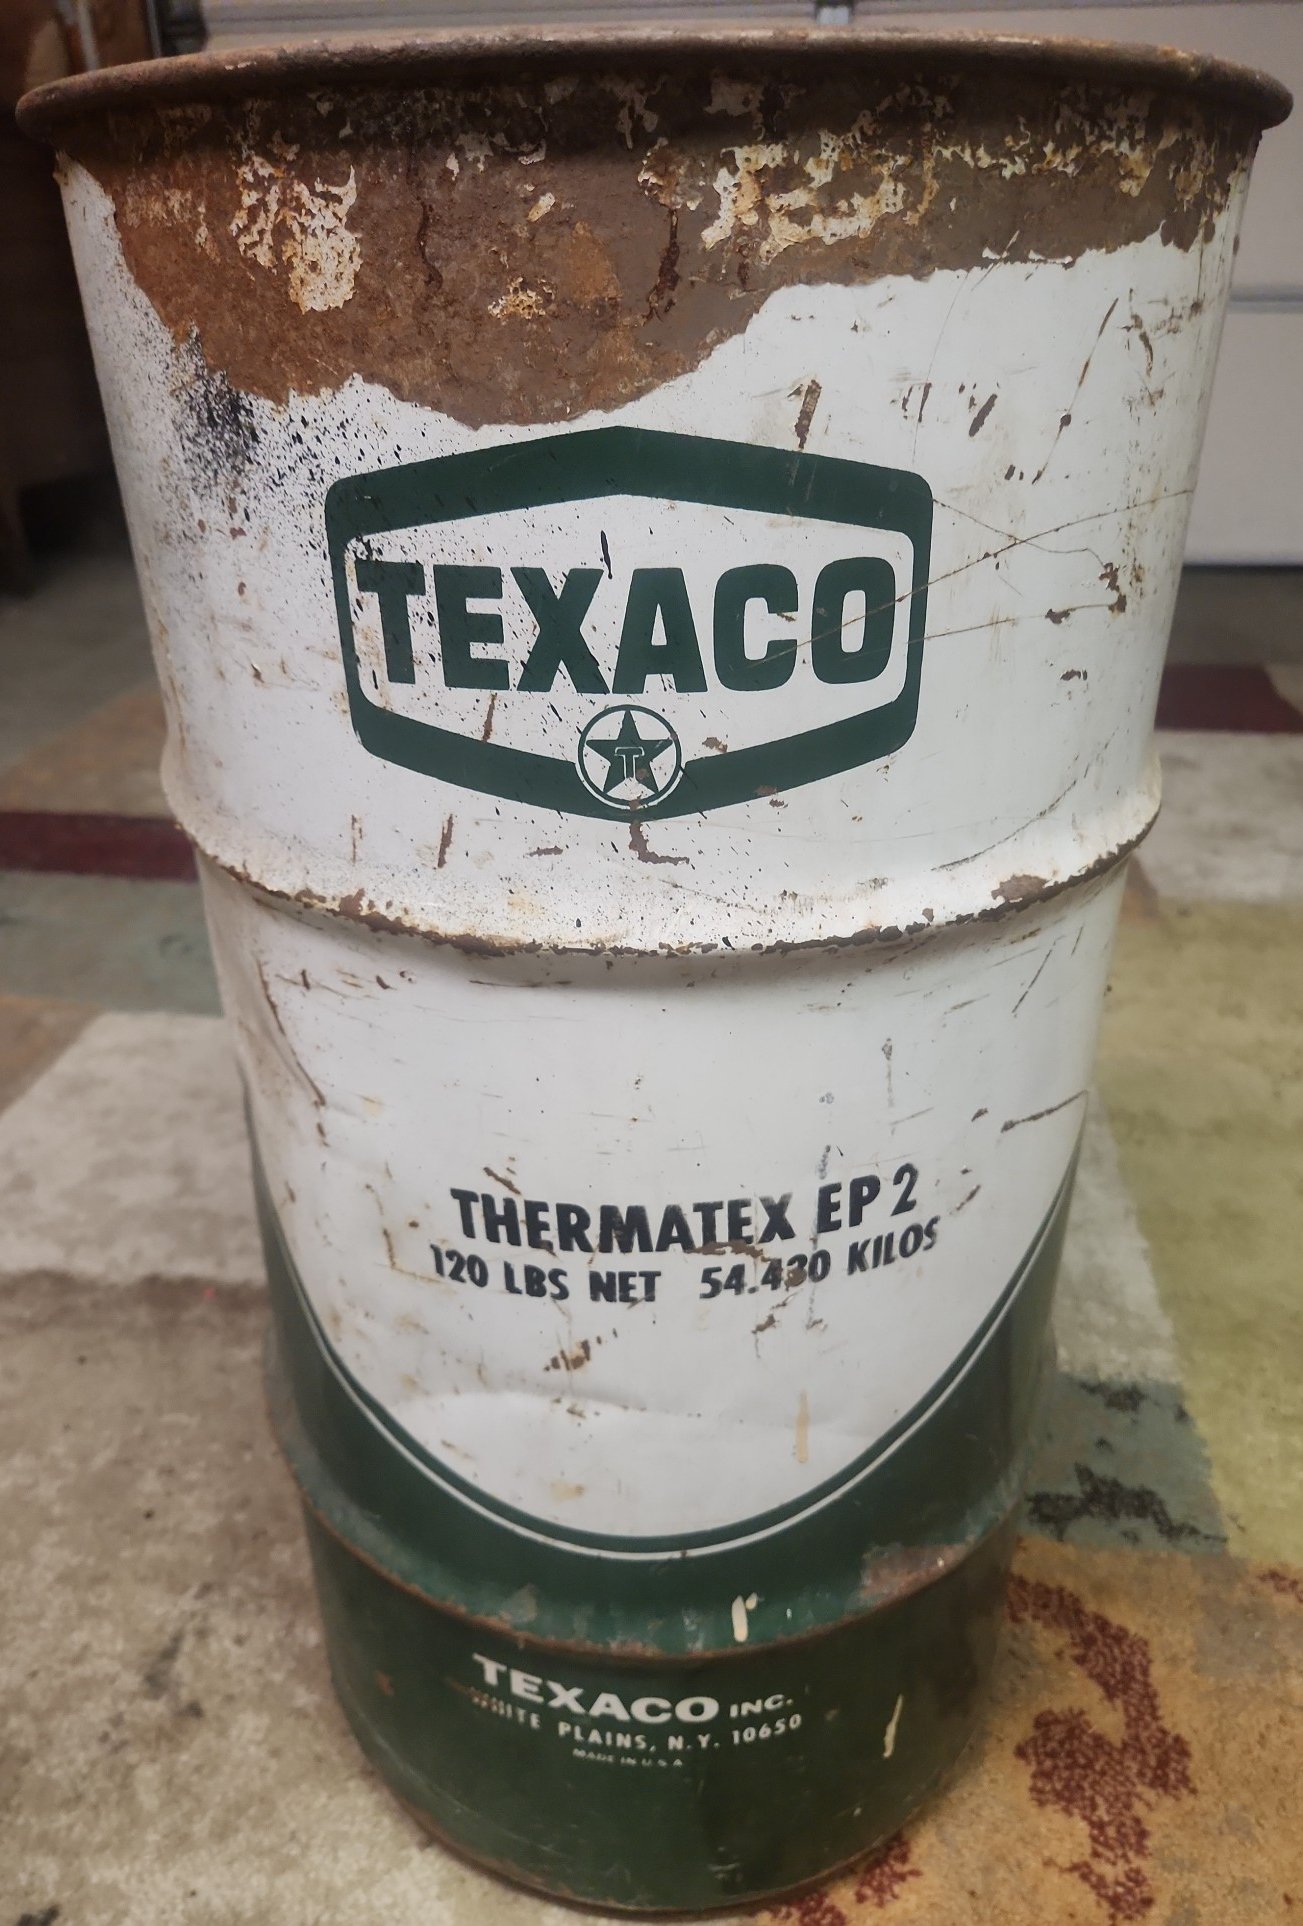 TEXACO
T
THERMATEX EP 2
120 LBS NET 54.430 KILOS
TEXACO INC.
WHITE PLAINS, N.Y. 10650
MADE IN U S A